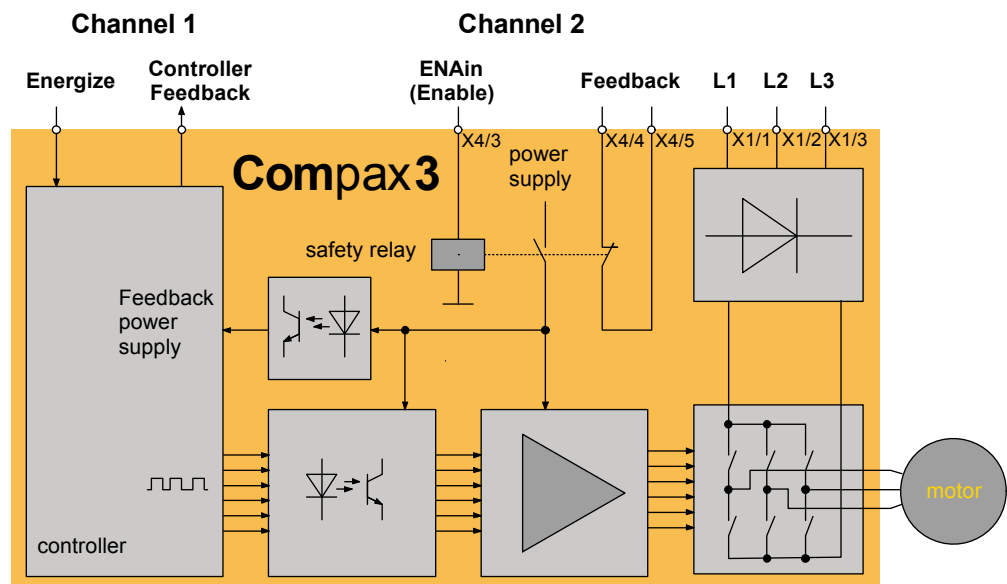 Channel 1
Channel 2
Energize
Controller
Feedback
ENAin
(Enable)
Feedback
L1
L2
L3
X4/3
X4/4
X4/5
X1/1
X1/2
X1/3
Compax3
power
supply
safety relay
Feedback
power
supply
controller
motor